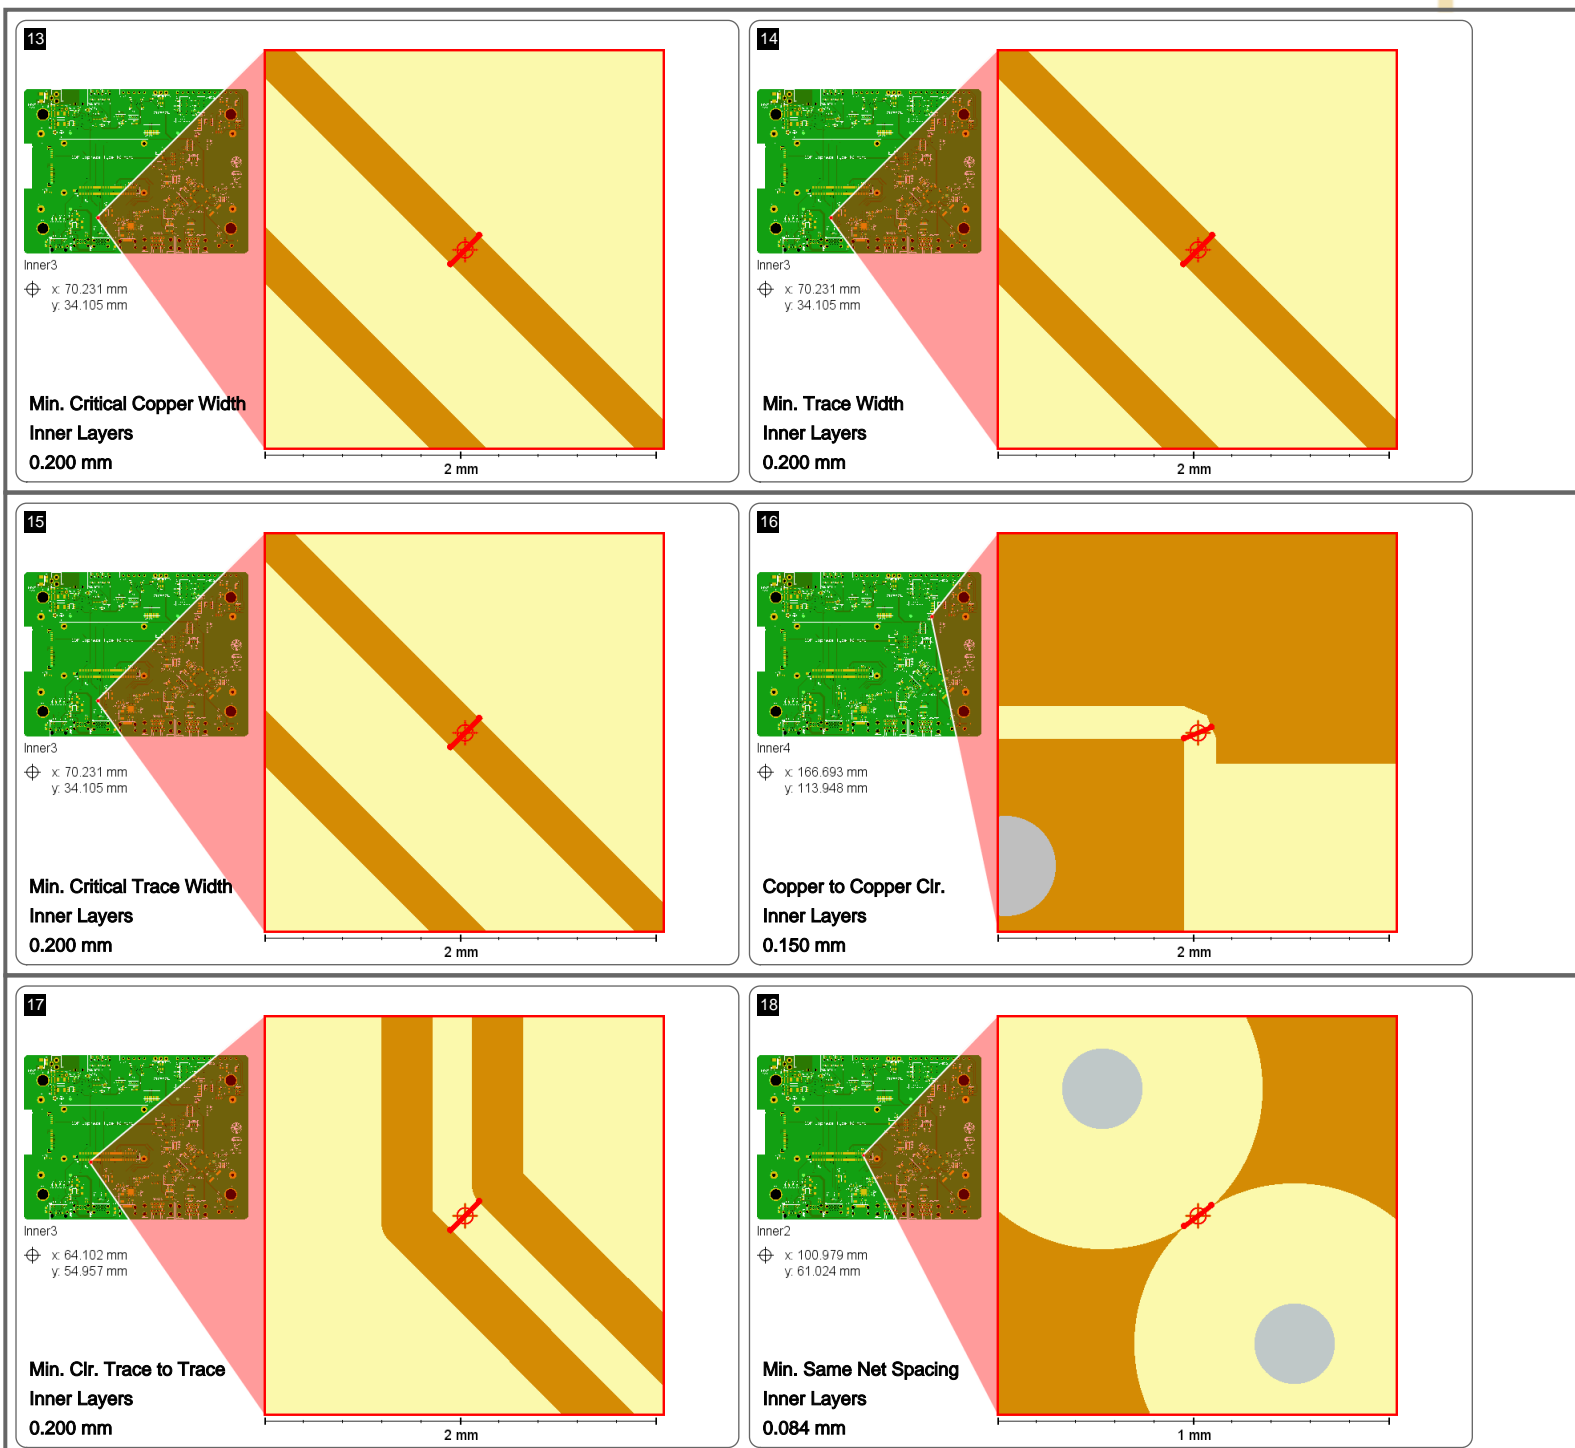 13
Inner3
x: 70.231 mm
y: 34.105 mm
Min. Critical Copper Width
Inner Layers
0.200 mm
2 mm
14
Inner3
x: 70.231 mm
y: 34.105 mm
Min. Trace Width
Inner Layers
0.200 mm
2 mm
15
Inner3
x: 70.231 mm
y: 34.105 mm
Min. Critical Trace Width
Inner Layers
0.200 mm
2 mm
16
Inner4
x: 166.693 mm
y: 113.948 mm
Copper to Copper Clr.
Inner Layers
0.150 mm
2 mm
17
Inner3
x: 64.102 mm
y: 54.957 mm
Min. Clr. Trace to Trace
Inner Layers
0.200 mm
2 mm
18
Inner2
x: 100.979 mm
y: 61.024 mm
Min. Same Net Spacing
Inner Layers
0.084 mm
1 mm